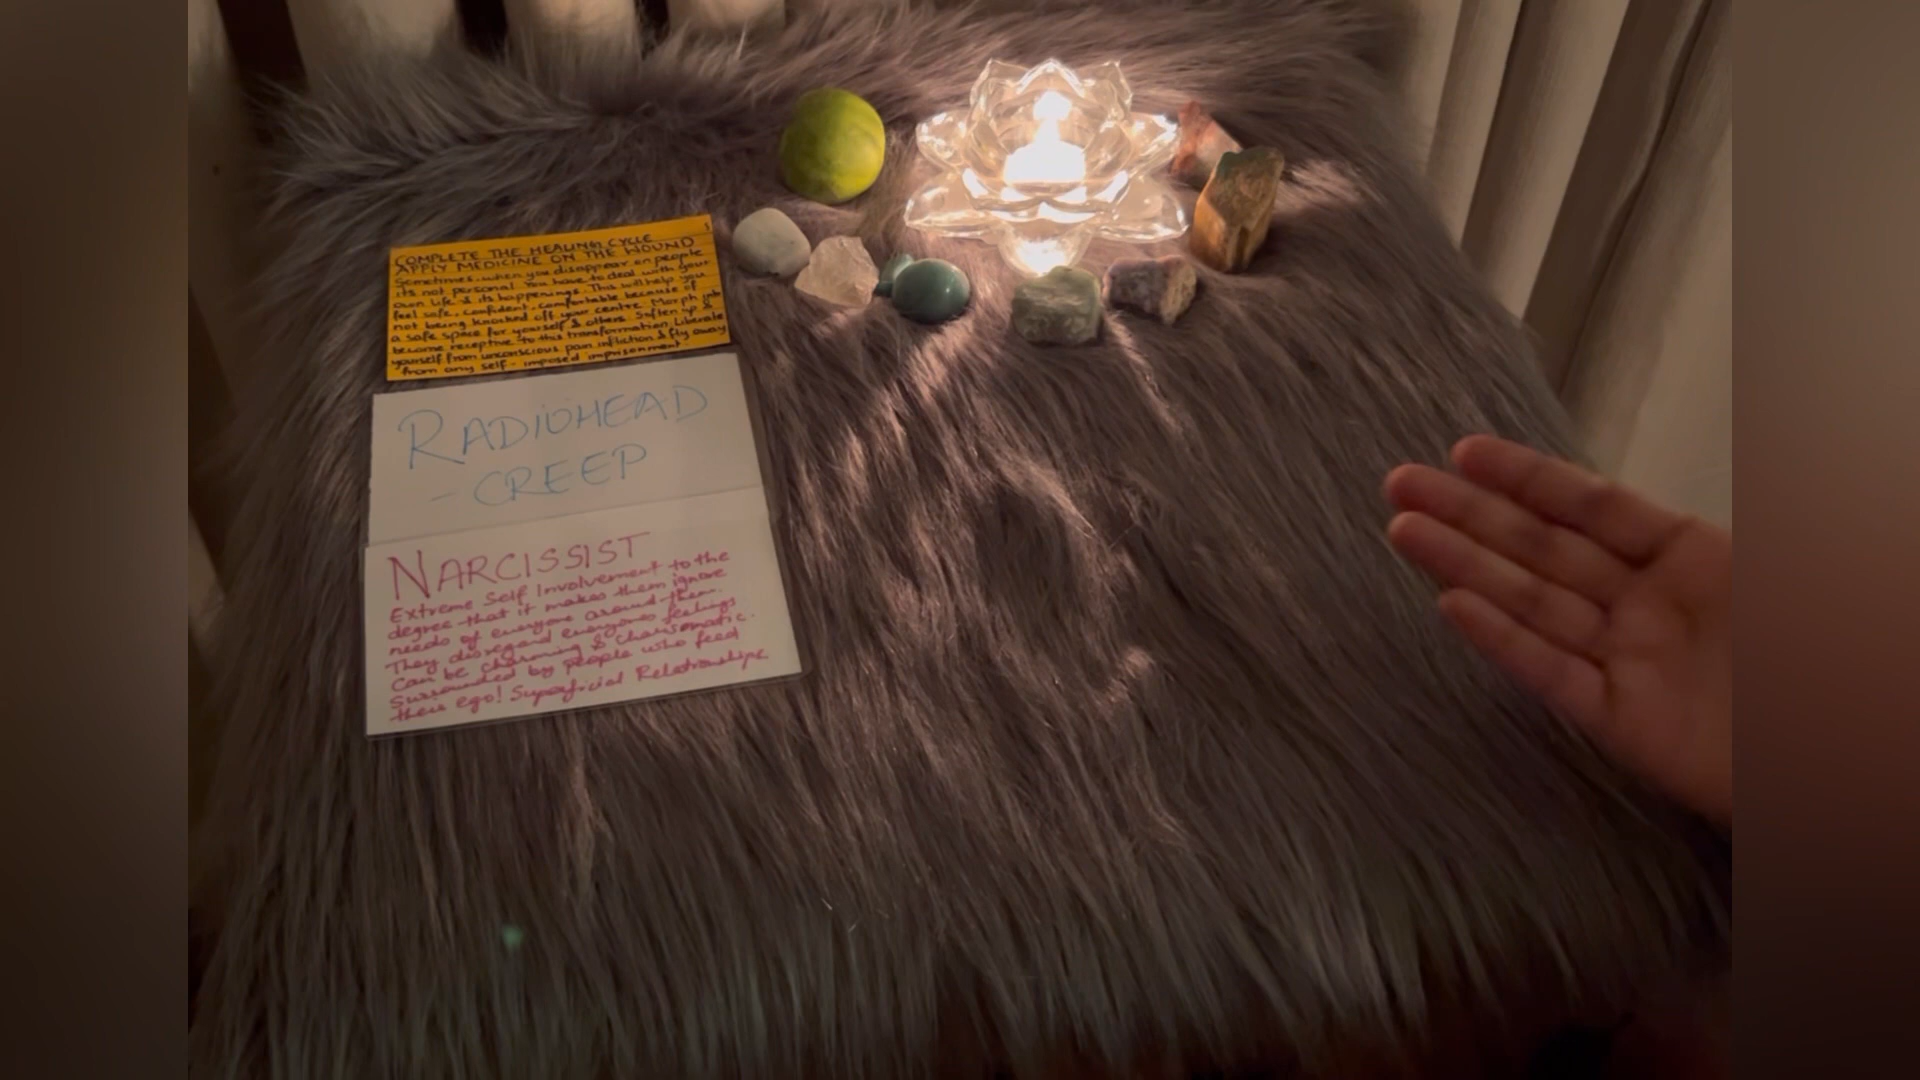 COMPLETE THE HEALING CYCLE
APPLY MEDICINE ON THE WOUND
Sometimes when you disappear on people
its not personal. You have to deal with your
own life & its happenings. This will help you
feel safe, confident, comfortable because of
not being knocked off your centre. Morph into
a safe space for yourself & others. Soften up &
become receptive to this transformation. Liberate
yourself from unconscious pain infliction & fly away
from any self-imposed imprisonment.
RADIOHEAD
- CREEP
NARCISSIST
Extreme Self Involvement to the
degree that it makes them ignore
needs of everyone around them.
They disregard everyones feelings
Can be charming & charismatic.
Surrounded by people who feed
their ego! Superficial Relationships